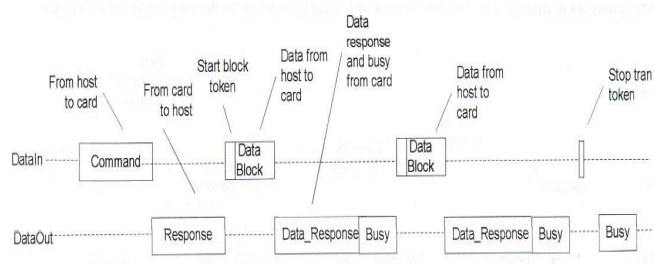 Data
response
and busy
from card
Start block
token
Data from
host to
card
Data from
host to
card
Stop tran
token
From host
to card
From card
to host
DataIn
Command
Data
Block
Data
Block
DataOut
Response
Data_Response
Busy
Data_Response
Busy
Busy